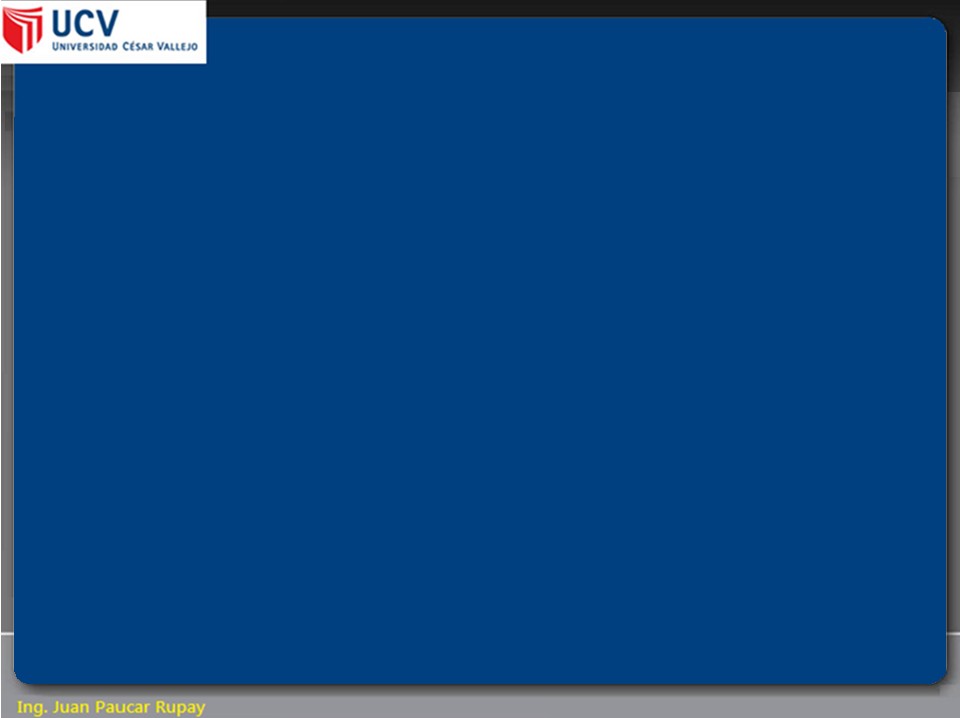 UCV
UNIVERSIDAD CÉSAR VALLEJO
Ing. Juan Paucar Rupay